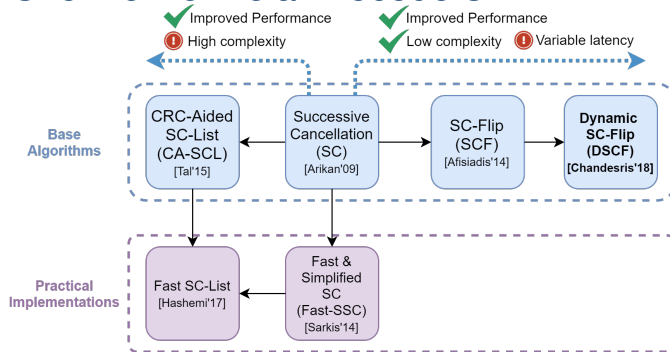 Improved Performance
High complexity
Improved Performance
Low complexity
Variable latency
Base
Algorithms
CRC-Aided
SC-List
(CA-SCL)
[Tal'15]
Successive
Cancellation
(SC)
[Arikan'09]
SC-Flip
(SCF)
[Afisiadis'14]
Dynamic
SC-Flip
(DSCF)
[Chandesris'18]
Practical
Implementations
Fast SC-List
[Hashemi'17]
Fast &
Simplified
SC
(Fast-SSC)
[Sarkis'14]